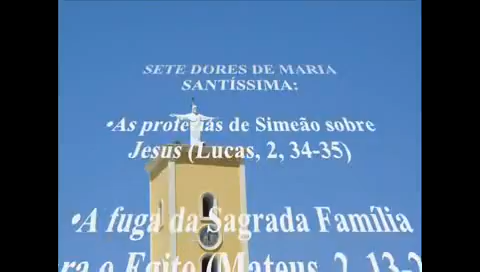 SETE DORES DE MARIA
SANTÍSSIMA:
•As profecias de Simeão sobre
Jesus (Lucas, 2, 34-35)
•A fuga da Sagrada Família
o Egito (Mateus, 2, 13-